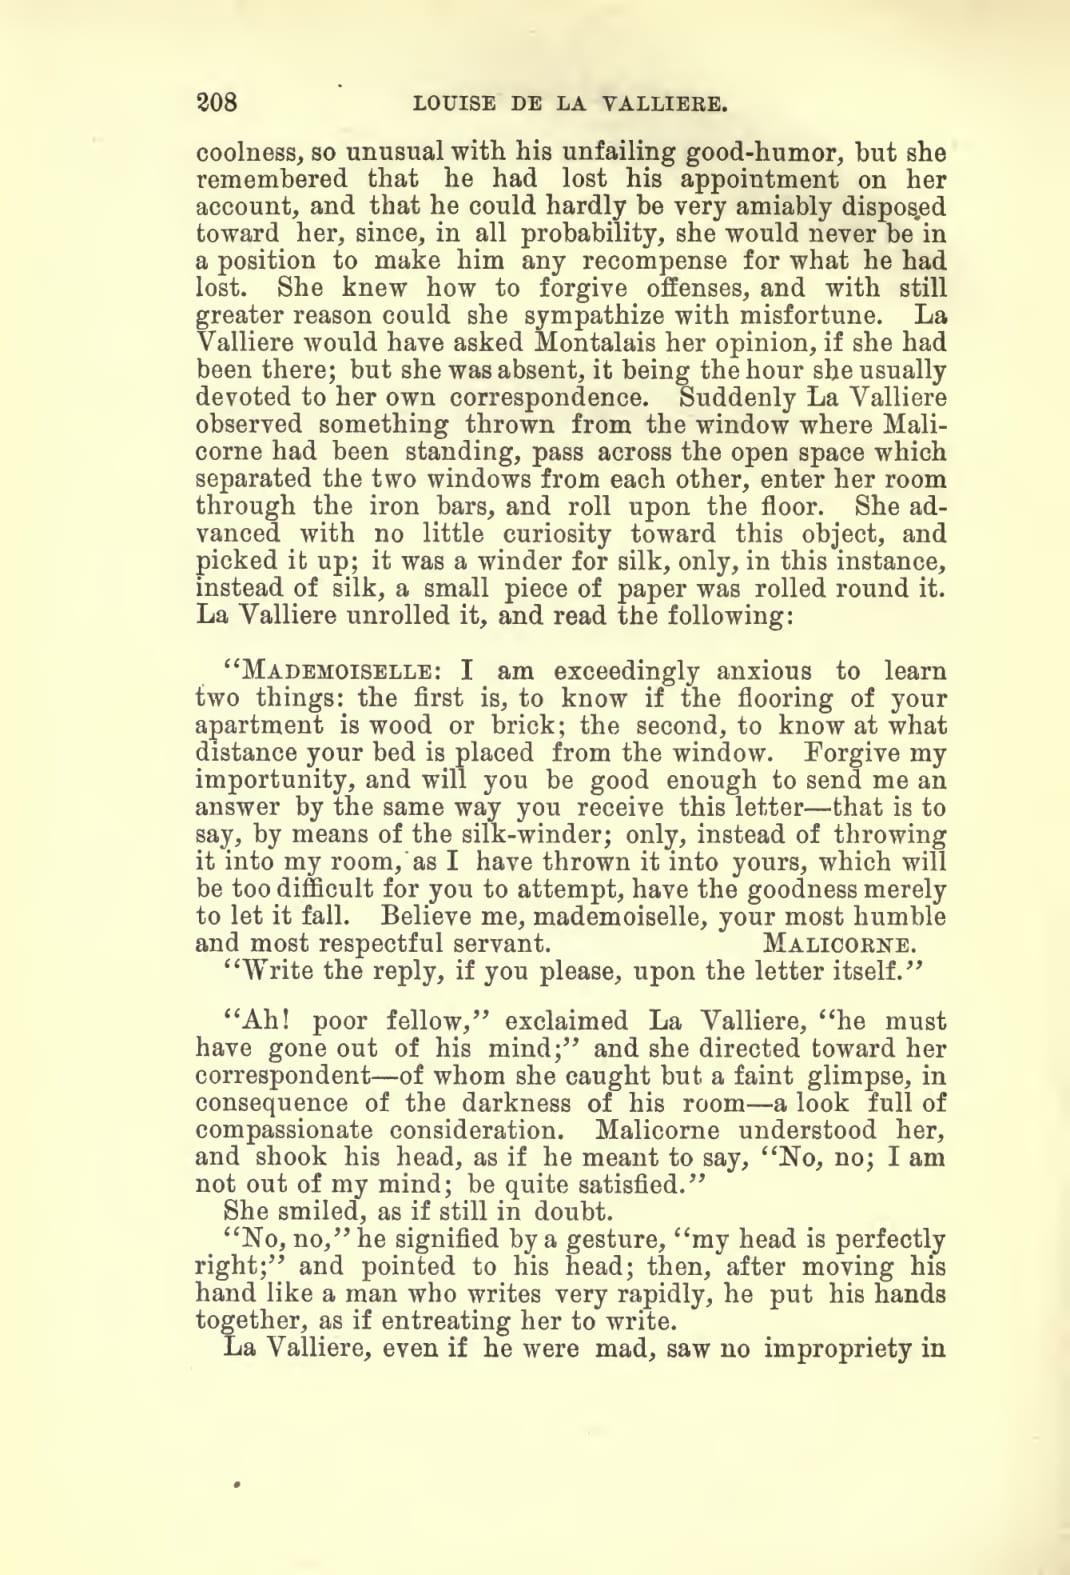 208 LOUISE DE LA VALLIERE.
coolness, so unusual with his unfailing good-humor, but she
remembered that he had lost his appointment on her
account, and that he could hardly be very amiably disposed
toward her, since, in all probability, she would never be in
a position to make him any recompense for what he had
lost. She knew how to forgive offenses, and with still
greater reason could she sympathize with misfortune. La
Valliere would have asked Montalais her opinion, if she had
been there; but she was absent, it being the hour she usually
devoted to her own correspondence. Suddenly La Valliere
observed something thrown from the window where Mali-
corne had been standing, pass across the open space which
separated the two windows from each other, enter her room
through the iron bars, and roll upon the floor. She ad-
vanced with no little curiosity toward this object, and
picked it up; it was a winder for silk, only, in this instance,
instead of silk, a small piece of paper was rolled round it.
La Valliere unrolled it, and read the following:
“MADEMOISELLE: I am exceedingly anxious to learn
two things: the first is, to know if the flooring of your
apartment is wood or brick; the second, to know at what
distance your bed is placed from the window. Forgive my
importunity, and will you be good enough to send me an
answer by the same way you receive this letter—that is to
say, by means of the silk-winder; only, instead of throwing
it into my room, as I have thrown it into yours, which will
be too difficult for you to attempt, have the goodness merely
to let it fall. Believe me, mademoiselle, your most humble
and most respectful servant. MALICORNE.
“Write the reply, if you please, upon the letter itself.”
“Ah! poor fellow,” exclaimed La Valliere, “he must
have gone out of his mind;” and she directed toward her
correspondent—of whom she caught but a faint glimpse, in
consequence of the darkness of his room—a look full of
compassionate consideration. Malicorne understood her,
and shook his head, as if he meant to say, “No, no; I am
not out of my mind; be quite satisfied.”
She smiled, as if still in doubt.
“No, no,” he signified by a gesture, “my head is perfectly
right;” and pointed to his head; then, after moving his
hand like a man who writes very rapidly, he put his hands
together, as if entreating her to write.
La Valliere, even if he were mad, saw no impropriety in